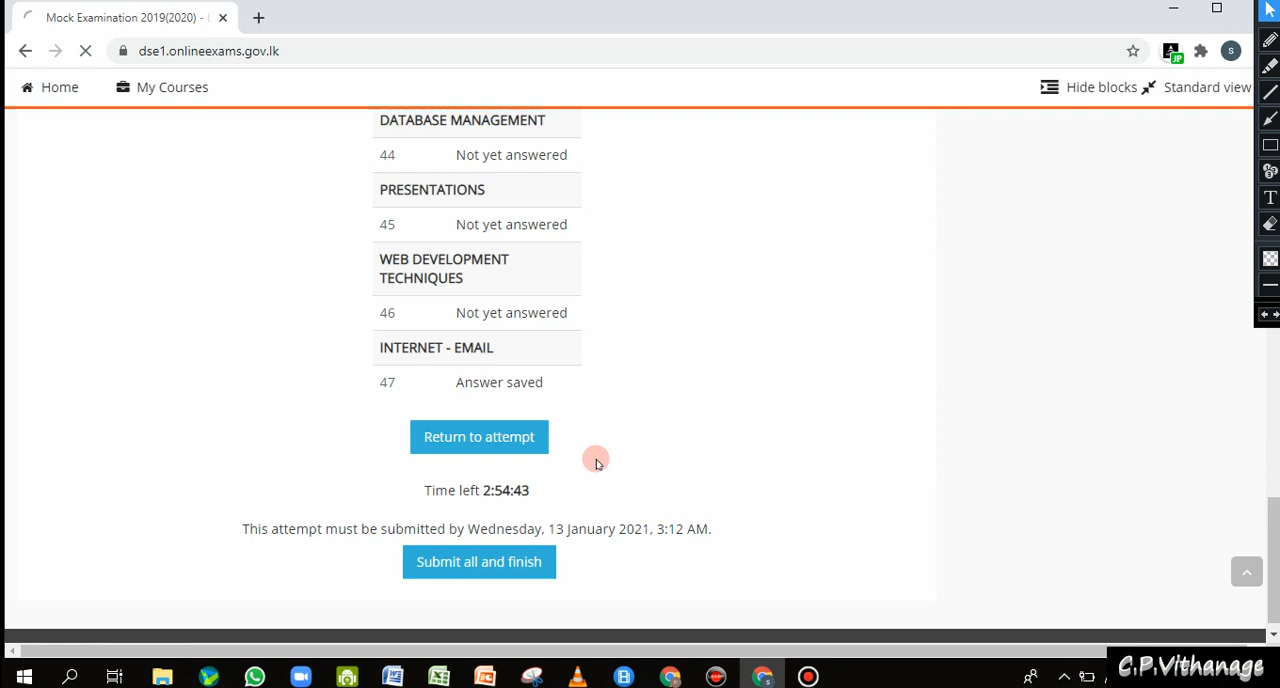 Mock Examination 2019(2020) -
dse1.onlineexams.gov.lk
JP
S
Home
My Courses
Hide blocks
Standard view
DATABASE MANAGEMENT
44 Not yet answered
PRESENTATIONS
45 Not yet answered
WEB DEVELOPMENT
TECHNIQUES
46 Not yet answered
INTERNET - EMAIL
47 Answer saved
Return to attempt
Time left 2:54:43
This attempt must be submitted by Wednesday, 13 January 2021, 3:12 AM.
Submit all and finish
C.P.Vithanage